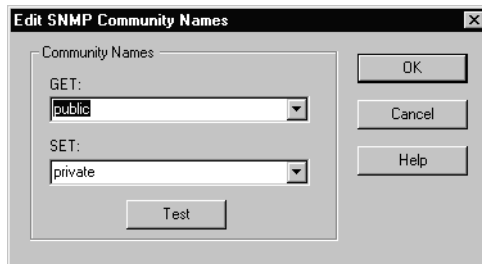 Edit SNMP Community Names
Community Names
GET:
public
SET:
private
Test
OK
Cancel
Help